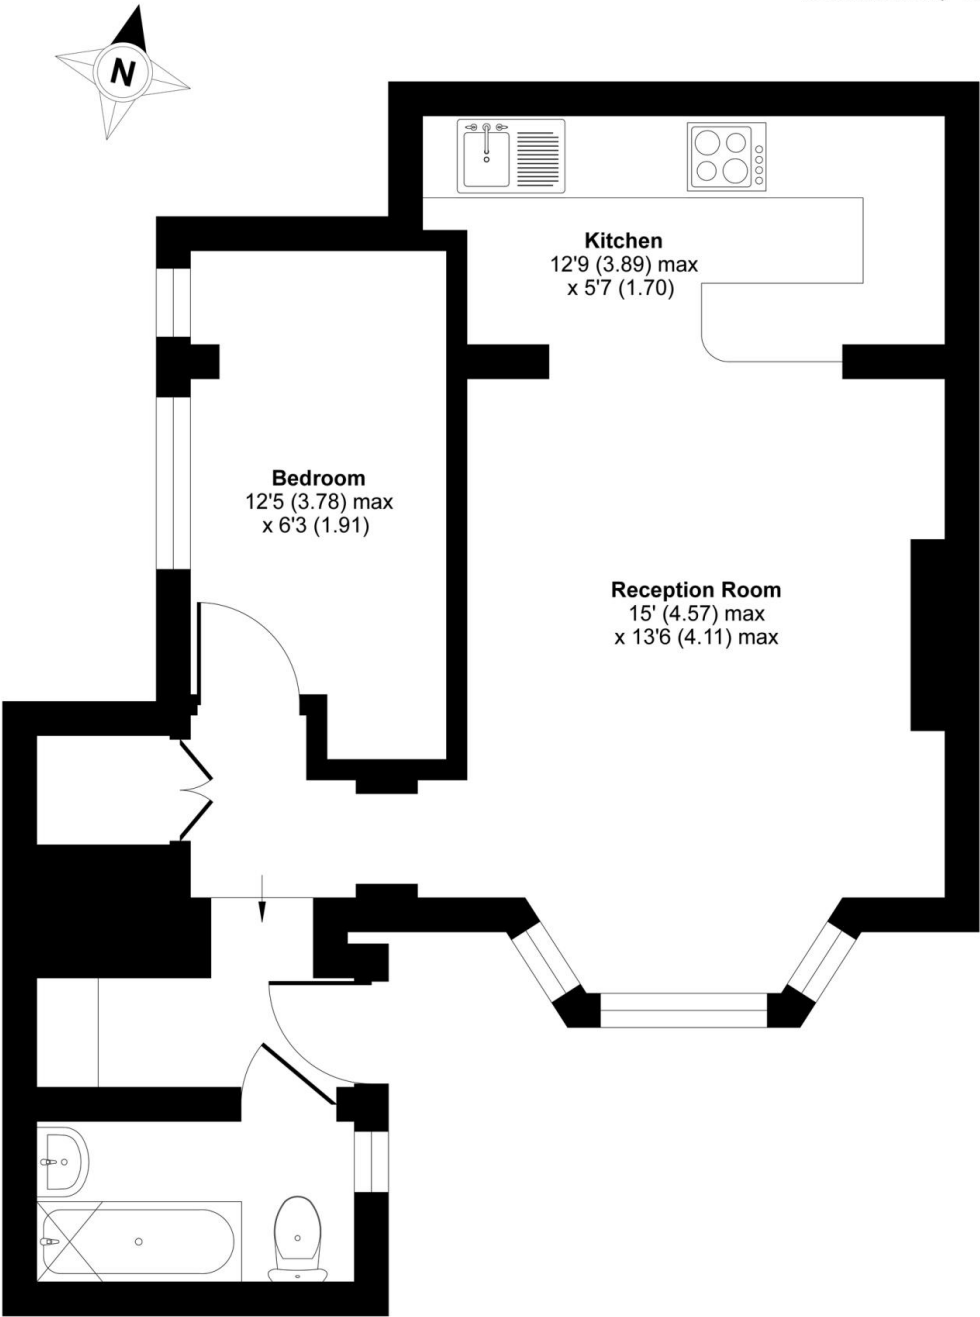 N
Kitchen
12'9 (3.89) max
x 5'7 (1.70)
Bedroom
12'5 (3.78) max
x 6'3 (1.91)
Reception Room
15' (4.57) max
x 13'6 (4.11) max